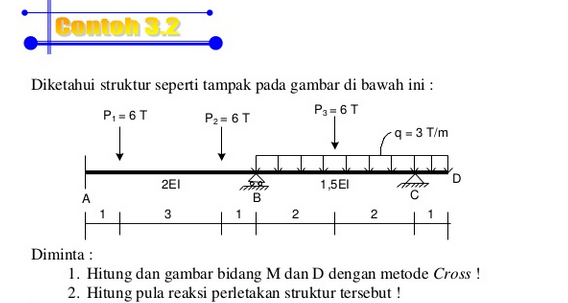 Contoh 3.2
Diketahui struktur seperti tampak pada gambar di bawah ini :
P₁ = 6 T
P₂ = 6 T
P₃ = 6 T
q = 3 T/m
2EI
1,5EI
A
B
C
D
1
3
1
2
2
1
Diminta :
1. Hitung dan gambar bidang M dan D dengan metode Cross !
2. Hitung pula reaksi perletakan struktur tersebut !